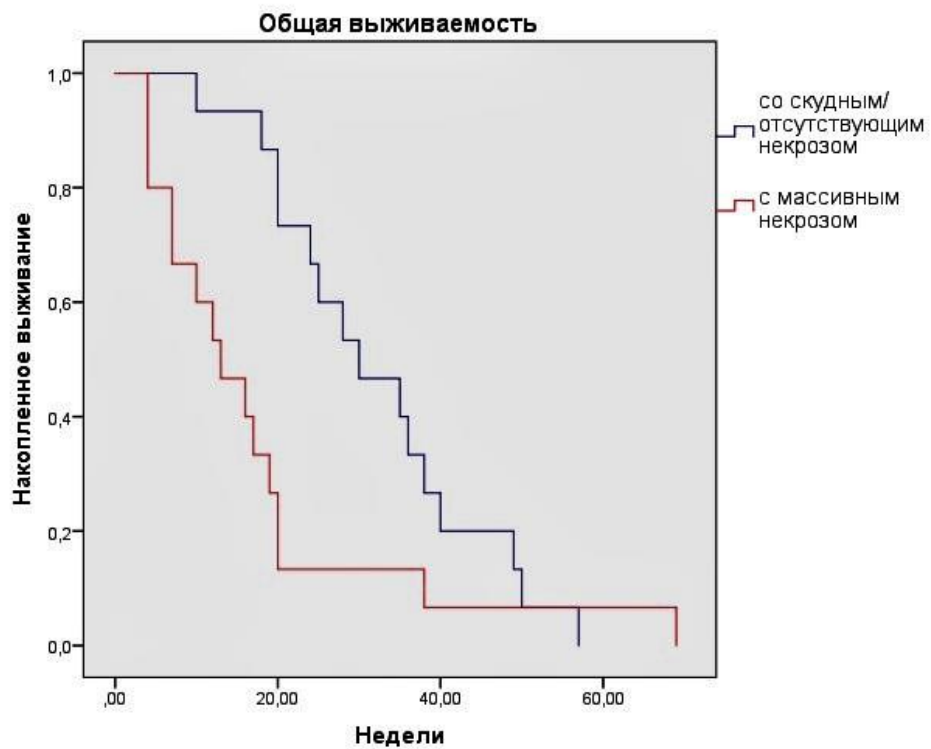 Общая выживаемость
Накопленное выживание
1,0
0,8
0,6
0,4
0,2
0,0
,00
20,00
40,00
60,00
Недели
со скудным/
отсутствующим
некрозом
с массивным
некрозом